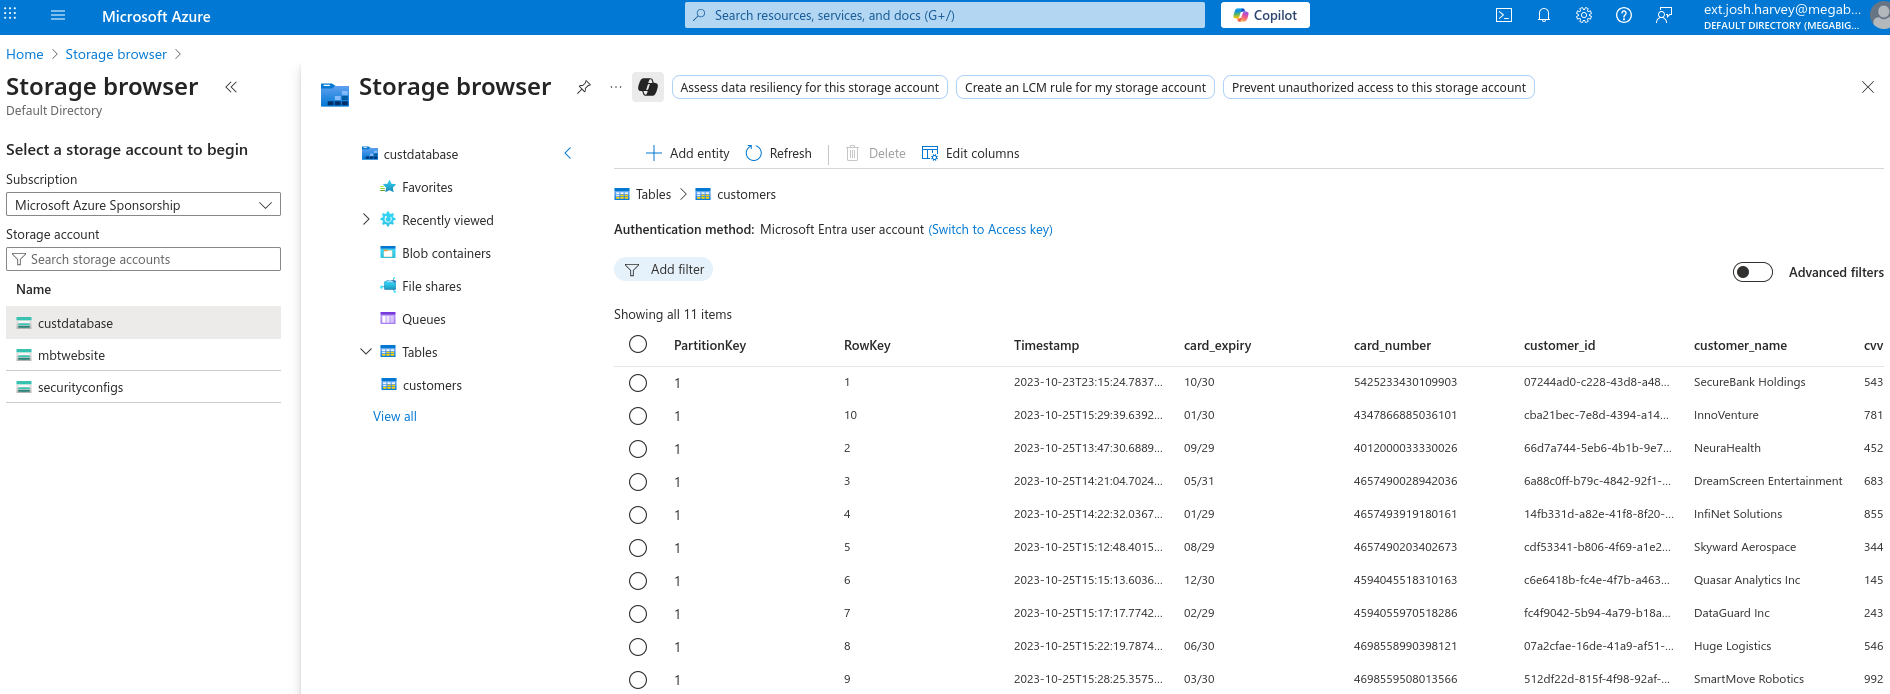 Microsoft Azure
Search resources, services, and docs (G+/)
Copilot
ext.josh.harvey@megab...
DEFAULT DIRECTORY (MEGABIG...
Home > Storage browser >
Storage browser
Default Directory
Select a storage account to begin
Subscription
Microsoft Azure Sponsorship
Storage account
Search storage accounts
Name
custdatabase
mbtwebsite
securityconfigs
Storage browser
Assess data resiliency for this storage account
Create an LCM rule for my storage account
Prevent unauthorized access to this storage account
custdatabase
Favorites
Recently viewed
Blob containers
File shares
Queues
Tables
customers
View all
Add entity Refresh Delete Edit columns
Tables > customers
Authentication method: Microsoft Entra user account (Switch to Access key)
Add filter
Advanced filters
Showing all 11 items
PartitionKey RowKey Timestamp card_expiry card_number customer_id customer_name cvv
1 1 2023-10-23T23:15:24.7837... 10/30 5425233430109903 07244ad0-c228-43d8-a48... SecureBank Holdings 543
1 10 2023-10-25T15:29:39.6392... 01/30 4347866885036101 cba21bec-7e8d-4394-a14... InnoVenture 781
1 2 2023-10-25T13:47:30.6889... 09/29 4012000033330026 66d7a744-5eb6-4b1b-9e7... NeuraHealth 452
1 3 2023-10-25T14:21:04.7024... 05/31 4657490028942036 6a88c0ff-b79c-4842-92f1-... DreamScreen Entertainment 683
1 4 2023-10-25T14:22:32.0367... 01/29 4657493919180161 14fb331d-a82e-41f8-8f20-... InfiNet Solutions 855
1 5 2023-10-25T15:12:48.4015... 08/29 4657490203402673 cdf53341-b806-4f69-a1e2... Skyward Aerospace 344
1 6 2023-10-25T15:15:13.6036... 12/30 4594045518310163 c6e6418b-fc4e-4f7b-a463... Quasar Analytics Inc 145
1 7 2023-10-25T15:17:17.7742... 02/29 4594055970518286 fc4f9042-5b94-4a79-b18a... DataGuard Inc 243
1 8 2023-10-25T15:22:19.7874... 06/30 4698558990398121 07a2cfae-16de-41a9-af51-... Huge Logistics 546
1 9 2023-10-25T15:28:25.3575... 03/30 4698559508013566 512df22d-815f-4f98-92af-... SmartMove Robotics 992